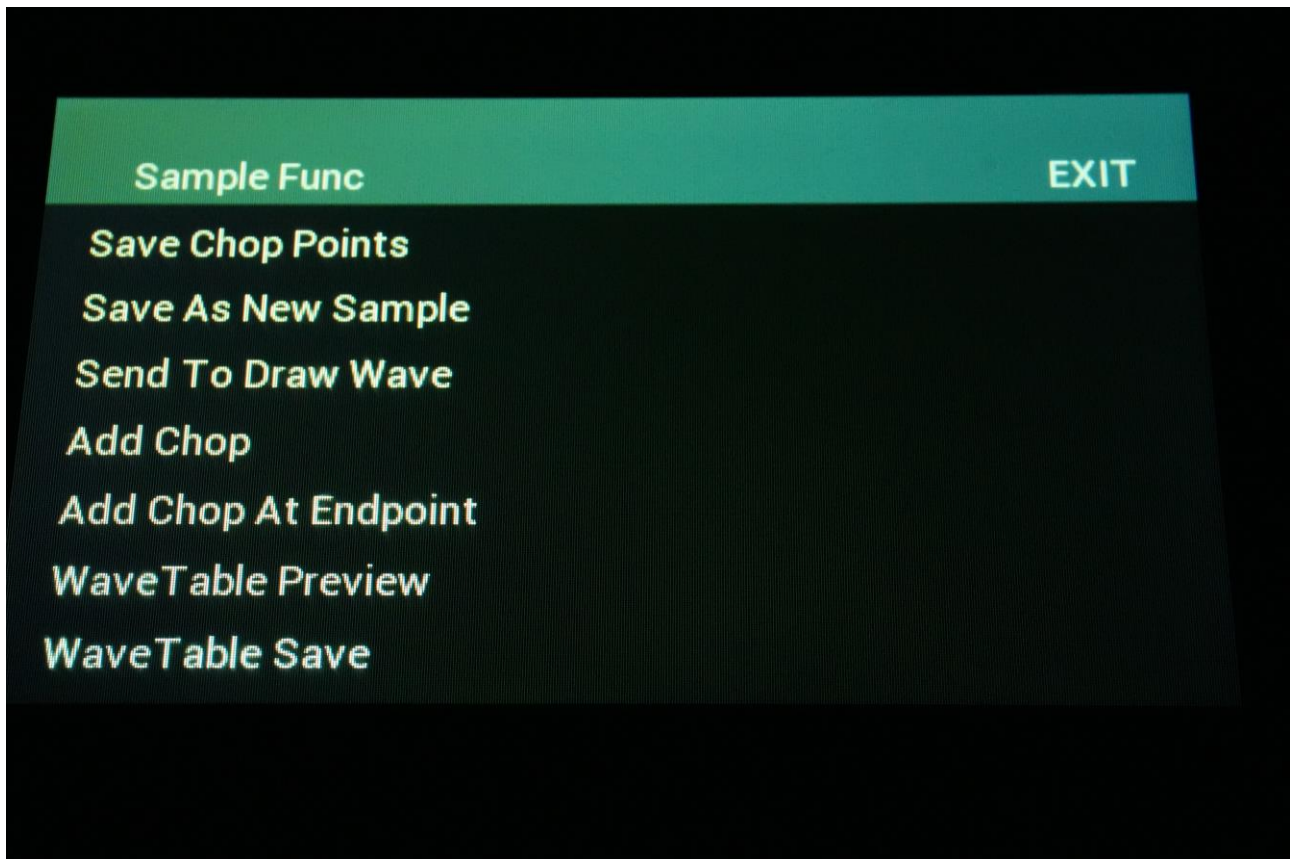 Sample Func EXIT
Save Chop Points
Save As New Sample
Send To Draw Wave
Add Chop
Add Chop At Endpoint
WaveTable Preview
WaveTable Save